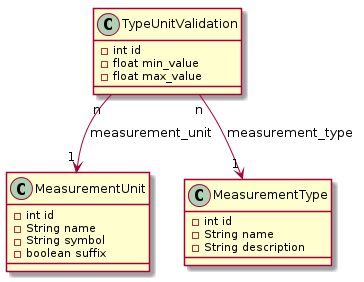 C TypeUnitValidation
int id
float min_value
float max_value
n
n
measurement_unit
measurement_type
1
1
C MeasurementUnit
int id
String name
String symbol
boolean suffix
C MeasurementType
int id
String name
String description